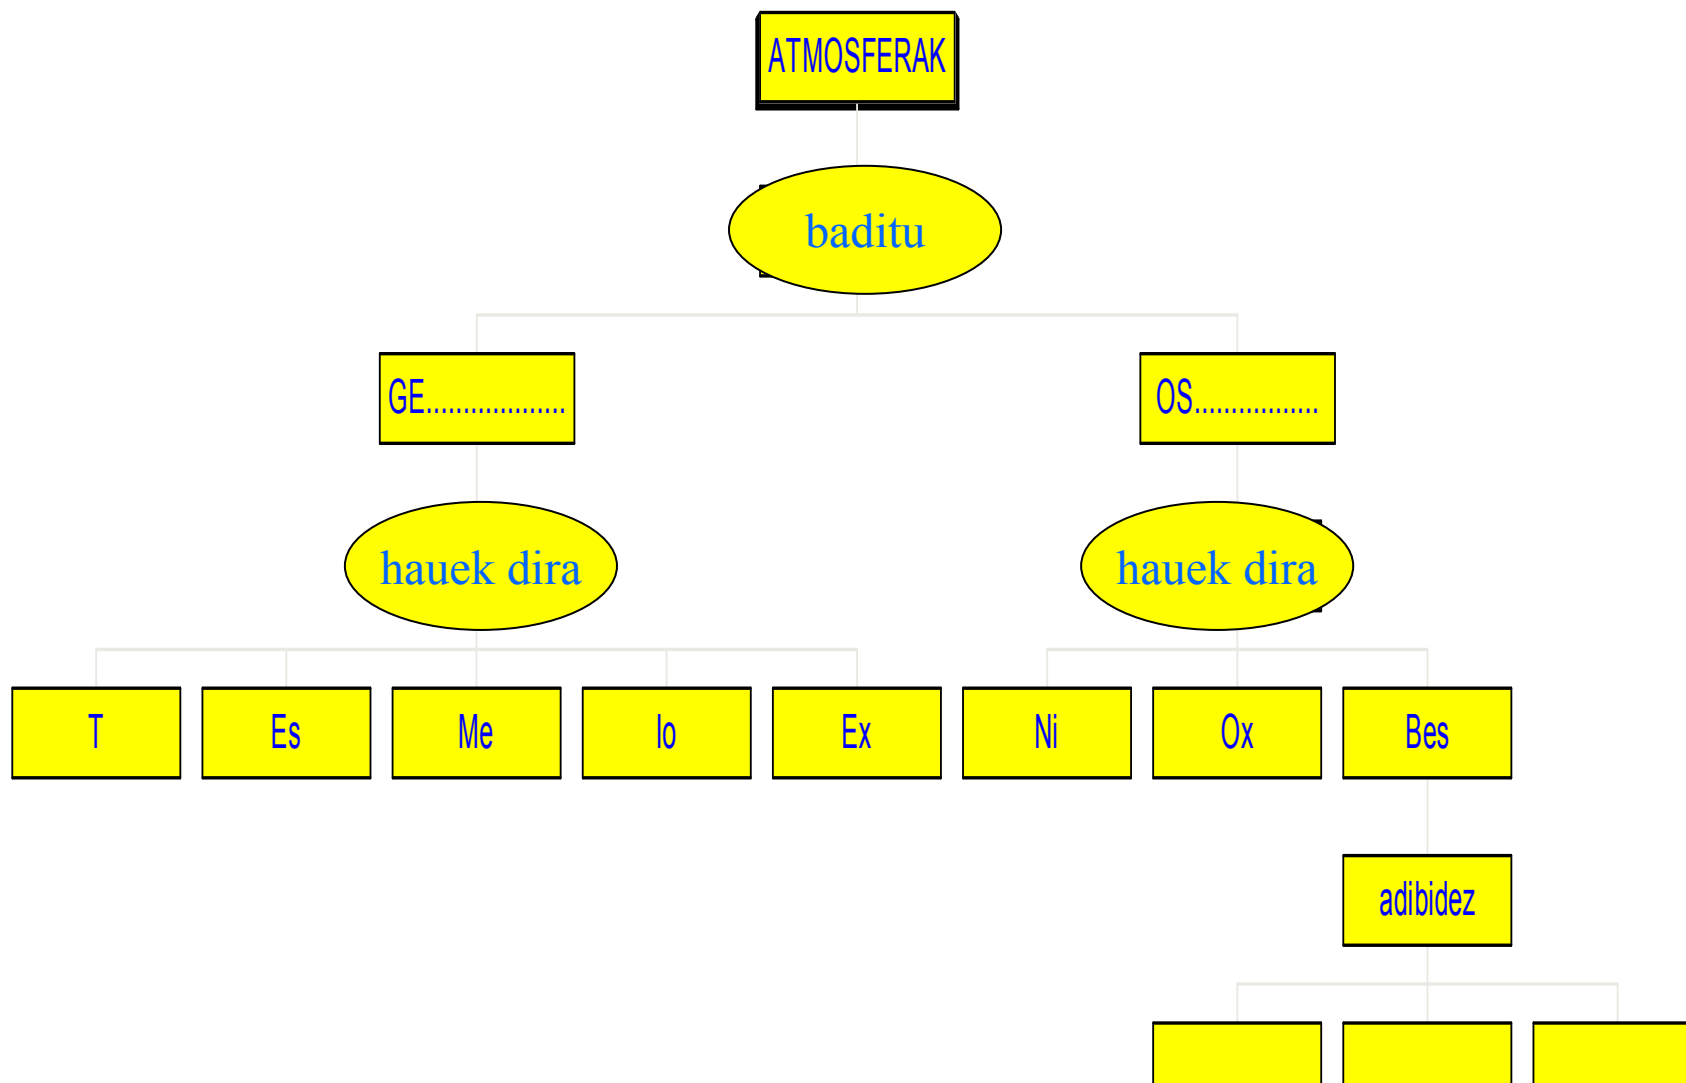 ATMOSFERAK
baditu
GE..................
OS................
hauek dira
hauek dira
T
Es
Me
Io
Ex
Ni
Ox
Bes
adibidez